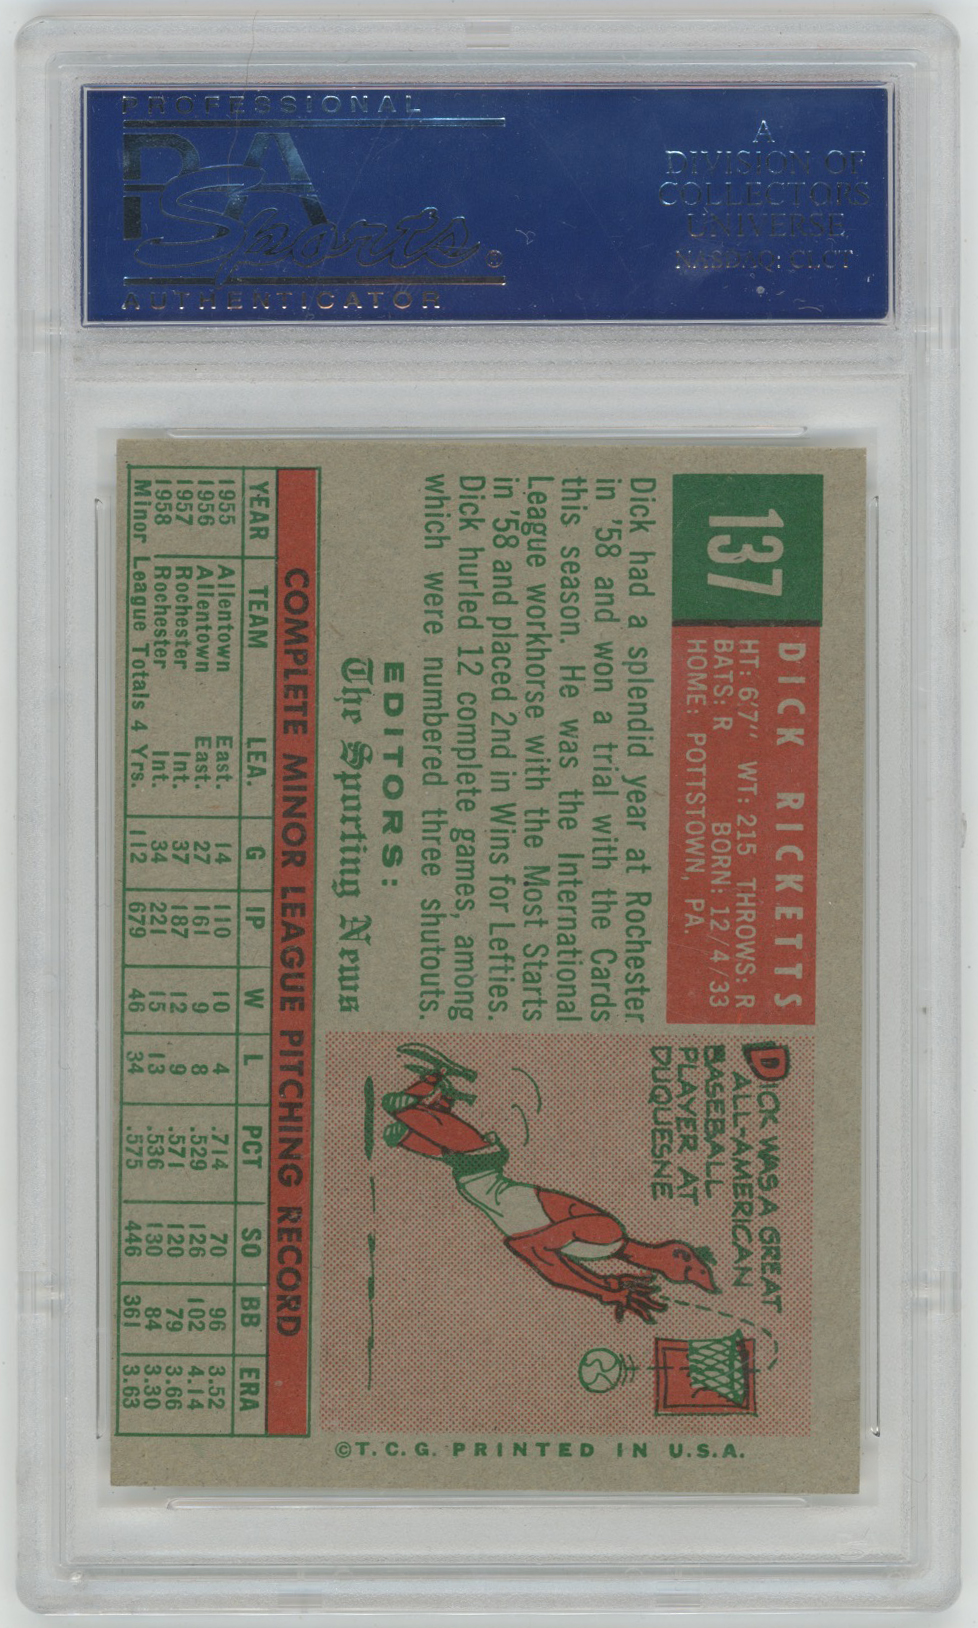 PROFESSIONAL
PSA
Sports®
AUTHENTICATOR
A
DIVISION OF
COLLECTORS
UNIVERSE
NASDAQ: CLCT
137
DICK RICKETTS
HT: 6'7" WT: 215 THROWS: R
BATS: R BORN: 12/4/33
HOME: POTTSTOWN, PA.
Dick had a splendid year at Rochester
in '58 and won a trial with the Cards
this season. He was the International
League workhorse with the Most Starts
in '58 and placed 2nd in Wins for Lefties.
Dick hurled 12 complete games, among
which were numbered three shutouts.
EDITORS:
The Sporting News
DICK WAS A GREAT
ALL-AMERICAN
BASEBALL
PLAYER AT
DUQUESNE
COMPLETE MINOR LEAGUE PITCHING RECORD
YEAR TEAM LEA. G IP W L PCT SO BB ERA
1955 Allentown East. 14 110 10 4 .714 70 96 3.52
1956 Allentown East. 27 161 9 8 .529 126 102 4.14
1957 Rochester Int. 37 187 12 9 .571 120 79 3.66
1958 Rochester Int. 34 221 15 13 .536 130 84 3.30
Minor League Totals 4 Yrs. 112 679 46 34 .575 446 361 3.63
©T.C.G. PRINTED IN U.S.A.